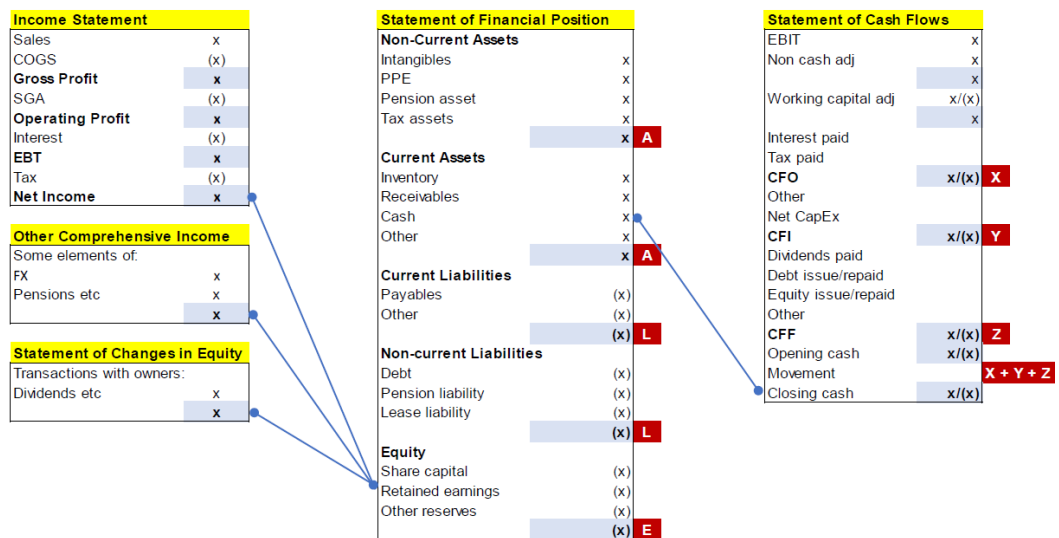 Income Statement
Sales x
COGS (x)
Gross Profit x
SGA (x)
Operating Profit x
Interest (x)
EBT x
Tax (x)
Net Income x
Other Comprehensive Income
Some elements of:
FX x
Pensions etc x
x
Statement of Changes in Equity
Transactions with owners:
Dividends etc x
x
Statement of Financial Position
Non-Current Assets
Intangibles x
PPE x
Pension asset x
Tax assets x
x A
Current Assets
Inventory x
Receivables x
Cash x
Other x
x A
Current Liabilities
Payables (x)
Other (x)
(x) L
Non-current Liabilities
Debt (x)
Pension liability (x)
Lease liability (x)
(x) L
Equity
Share capital (x)
Retained earnings (x)
Other reserves (x)
(x) E
Statement of Cash Flows
EBIT x
Non cash adj x
x
Working capital adj x/(x)
x
Interest paid
Tax paid
CFO x/(x) X
Other
Net CapEx
CFI x/(x) Y
Dividends paid
Debt issue/repaid
Equity issue/repaid
Other
CFF x/(x) Z
Opening cash x/(x)
Movement X + Y + Z
Closing cash x/(x)